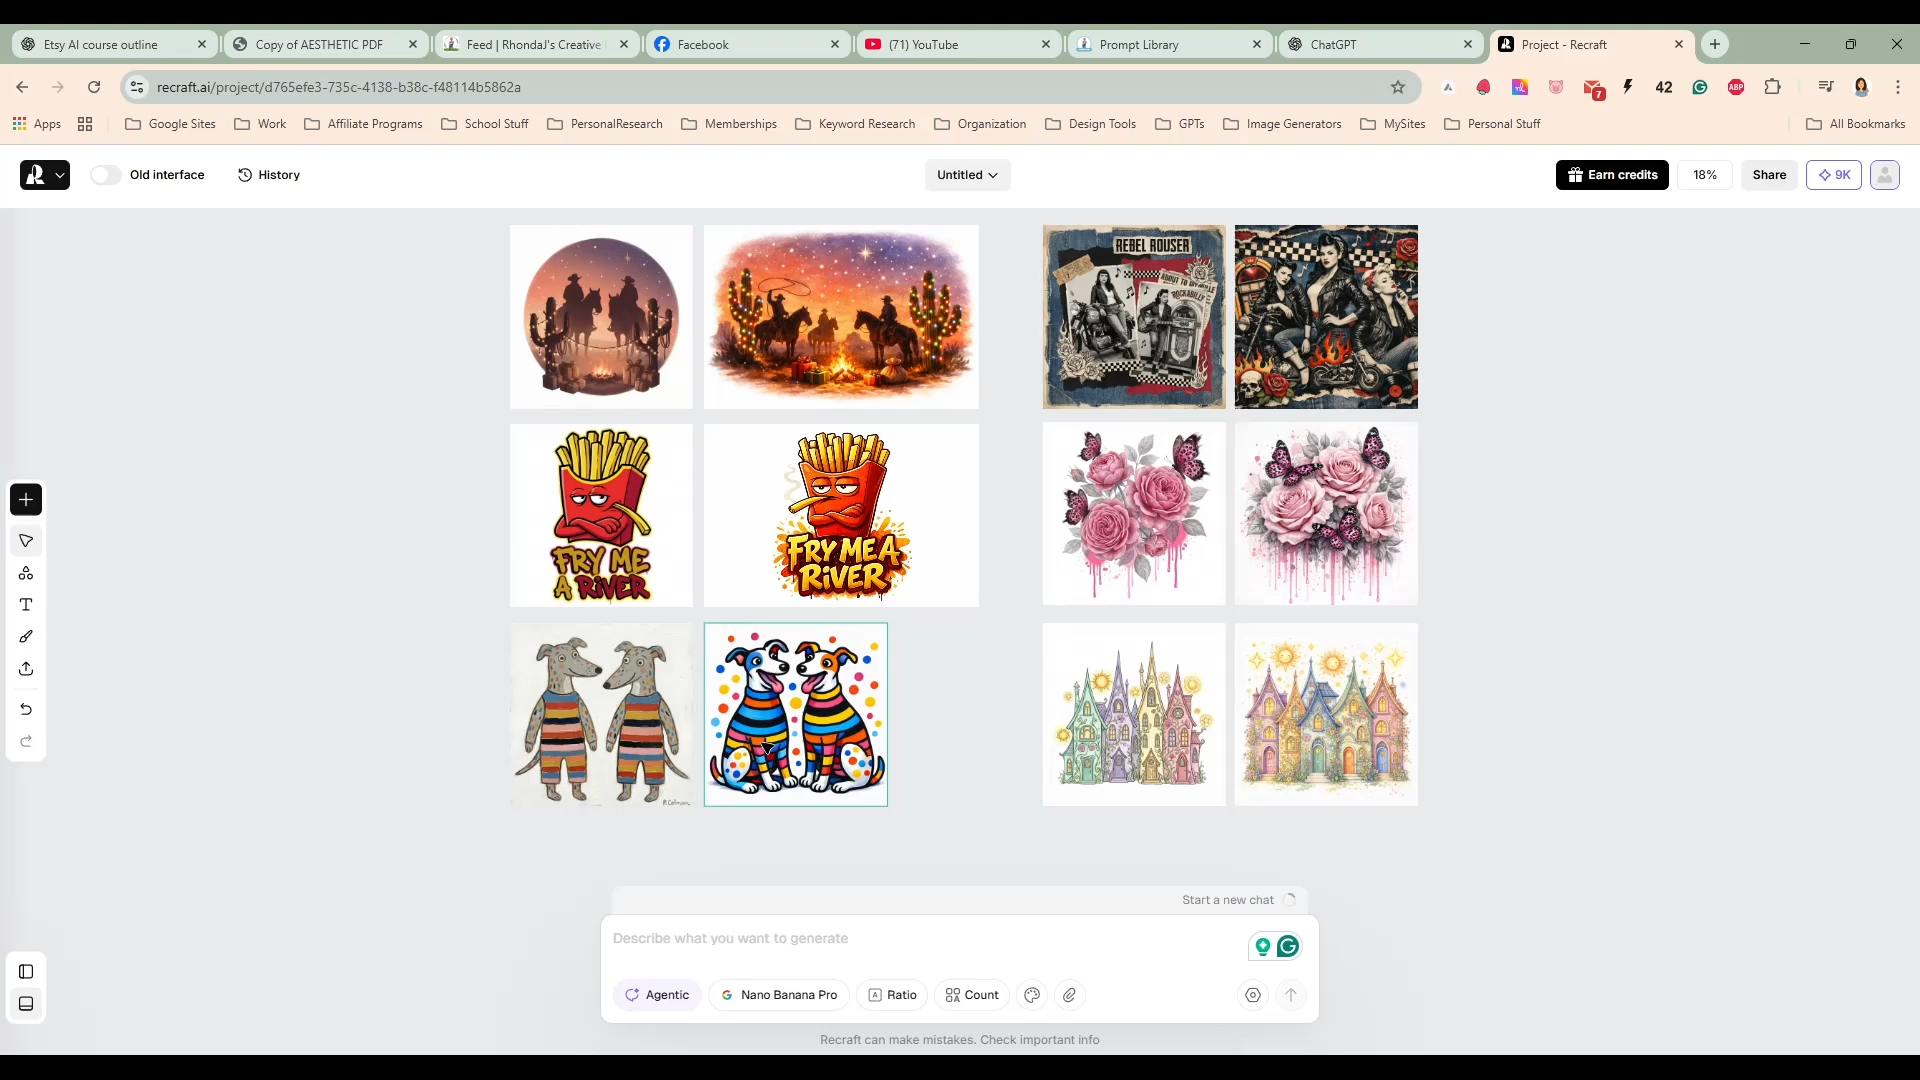 Etsy AI course outline
Copy of AESTHETIC PDF
Feed | RhondaJ's Creative
Facebook
(71) YouTube
Prompt Library
ChatGPT
Project - Recraft
recraft.ai/project/d765efe3-735c-4138-b38c-f48114b5862a
7
42
ABP
Apps
Google Sites
Work
Affiliate Programs
School Stuff
PersonalResearch
Memberships
Keyword Research
Organization
Design Tools
GPTs
Image Generators
MySites
Personal Stuff
All Bookmarks
Old interface
History
Untitled
Earn credits
18%
Share
9K
REBEL ROUSER
ROCKABILLY
FRY ME
A RIVER
FRY ME A
RIVER
Start a new chat
Describe what you want to generate
Agentic
Nano Banana Pro
Ratio
Count
Recraft can make mistakes. Check important info